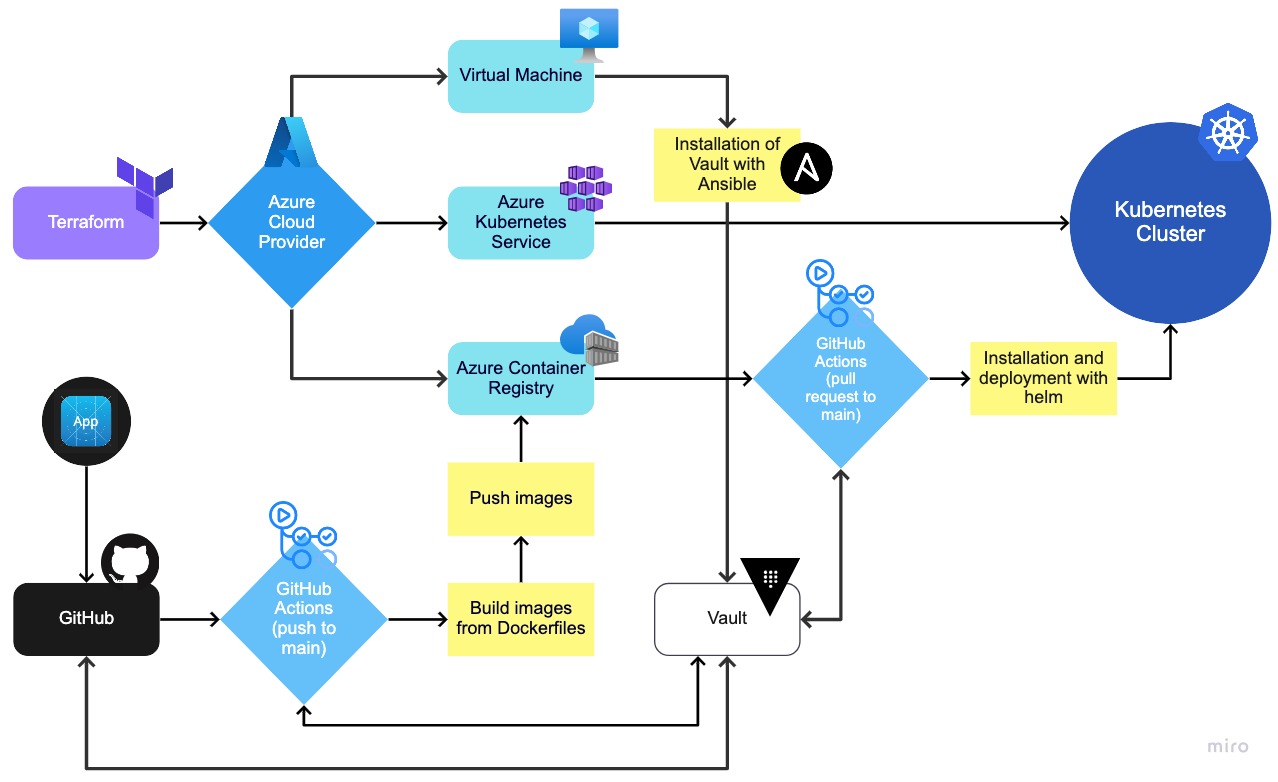 Virtual Machine
Installation of
Vault with
Ansible
Terraform
Azure
Cloud
Provider
Azure
Kubernetes
Service
Kubernetes
Cluster
GitHub
Actions
(pull
request to
main)
Azure Container
Registry
Installation and
deployment with
helm
App
Push images
GitHub
GitHub
Actions
(push to
main)
Build images
from Dockerfiles
Vault
miro